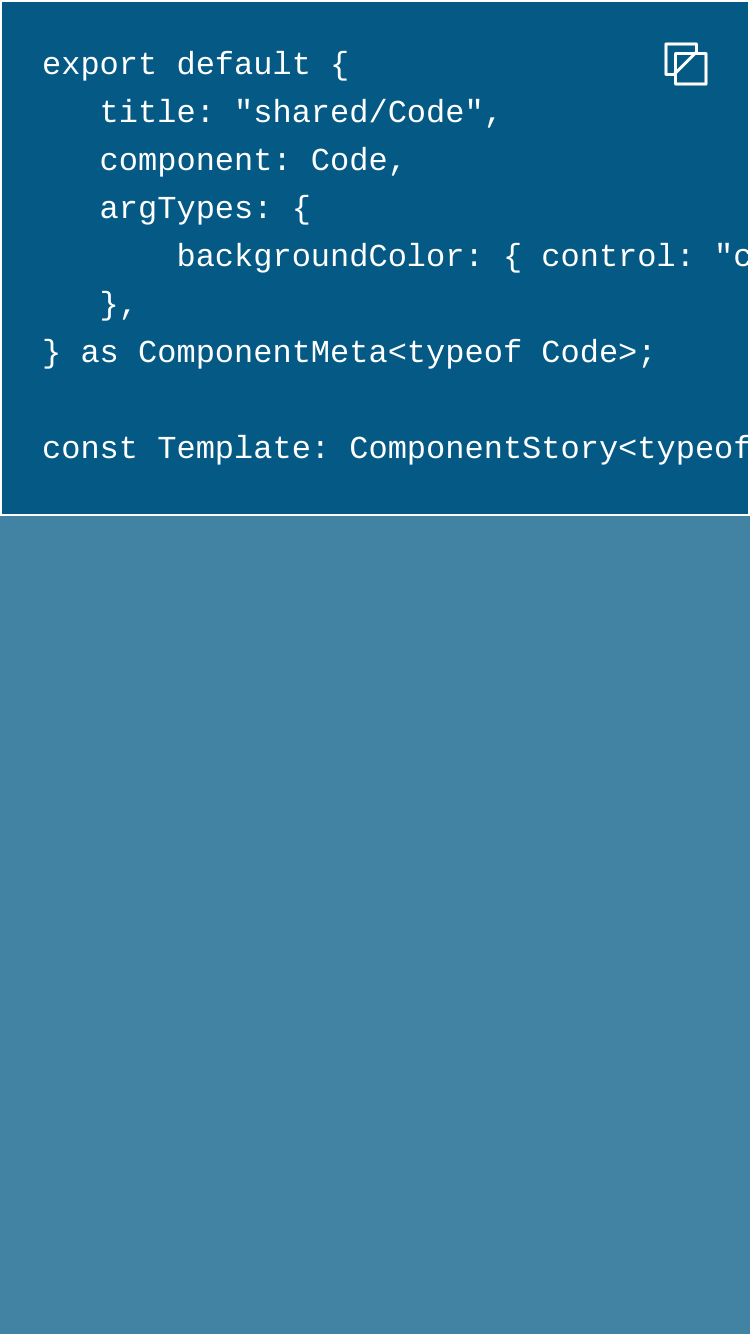 export default {
   title: "shared/Code",
   component: Code,
   argTypes: {
       backgroundColor: { control: "c
   },
} as ComponentMeta<typeof Code>;

const Template: ComponentStory<typeof